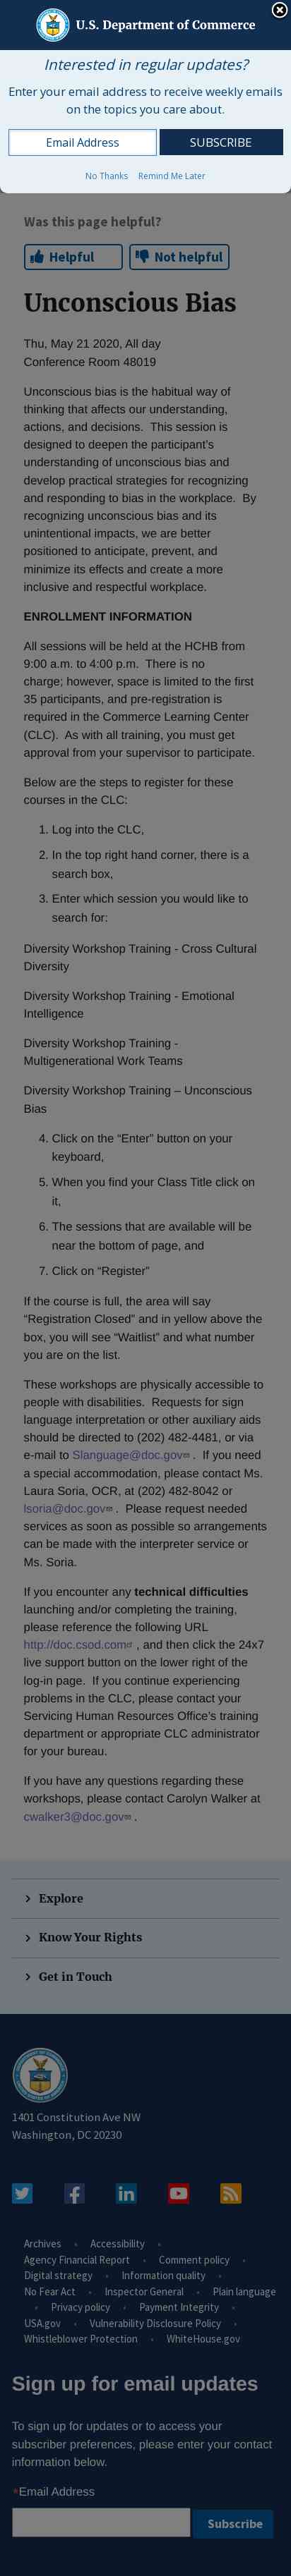 U.S. Department of Commerce
Interested in regular updates?
Enter your email address to receive weekly emails
on the topics you care about.
Email Address
SUBSCRIBE
No Thanks
Remind Me Later
Was this page helpful?
Helpful
Not helpful
Unconscious Bias
Thu, May 21 2020, All day
Conference Room 48019
Unconscious bias is the habitual way of
thinking that affects our understanding,
actions, and decisions. This session is
designed to deepen the participant's
understanding of unconscious bias and
develop practical strategies for recognizing
and responding to bias in the workplace. By
recognizing unconscious bias and its
unintentional impacts, we are better
positioned to anticipate, prevent, and
minimize its effects and create a more
inclusive and respectful workplace.
ENROLLMENT INFORMATION
All sessions will be held at the HCHB from
9:00 a.m. to 4:00 p.m. There is no
charge; however, space is limited to the first
35 participants, and pre-registration is
required in the Commerce Learning Center
(CLC). As with all training, you must get
approval from your supervisor to participate.
Below are the steps to register for these
courses in the CLC:
1. Log into the CLC,
2. In the top right hand corner, there is a
search box,
3. Enter which session you would like to
search for:
Diversity Workshop Training - Cross Cultural
Diversity
Diversity Workshop Training - Emotional
Intelligence
Diversity Workshop Training -
Multigenerational Work Teams
Diversity Workshop Training – Unconscious
Bias
4. Click on the “Enter” button on your
keyboard,
5. When you find your Class Title click on
it,
6. The sessions that are available will be
near the bottom of page, and
7. Click on “Register”
If the course is full, the area will say
“Registration Closed” and in yellow above the
box, you will see “Waitlist” and what number
you are on the list.
These workshops are physically accessible to
people with disabilities. Requests for sign
language interpretation or other auxiliary aids
should be directed to (202) 482-4481, or via
e-mail to Slanguage@doc.gov . If you need
a special accommodation, please contact Ms.
Laura Soria, OCR, at (202) 482-8042 or
lsoria@doc.gov . Please request needed
services as soon as possible so arrangements
can be made with the interpreter service or
Ms. Soria.
If you encounter any technical difficulties
launching and/or completing the training,
please reference the following URL
http://doc.csod.com , and then click the 24x7
live support button on the lower right of the
log-in page. If you continue experiencing
problems in the CLC, please contact your
Servicing Human Resources Office's training
department or appropriate CLC administrator
for your bureau.
If you have any questions regarding these
workshops, please contact Carolyn Walker at
cwalker3@doc.gov .
Explore
Know Your Rights
Get in Touch
1401 Constitution Ave NW
Washington, DC 20230
Archives • Accessibility •
Agency Financial Report • Comment policy •
Digital strategy • Information quality •
No Fear Act • Inspector General • Plain language
• Privacy policy • Payment Integrity •
USA.gov • Vulnerability Disclosure Policy •
Whistleblower Protection • WhiteHouse.gov
Sign up for email updates
To sign up for updates or to access your
subscriber preferences, please enter your contact
information below.
*Email Address
Subscribe